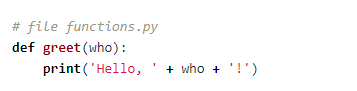 # file functions.py
def greet(who):
    print('Hello, ' + who + '!')